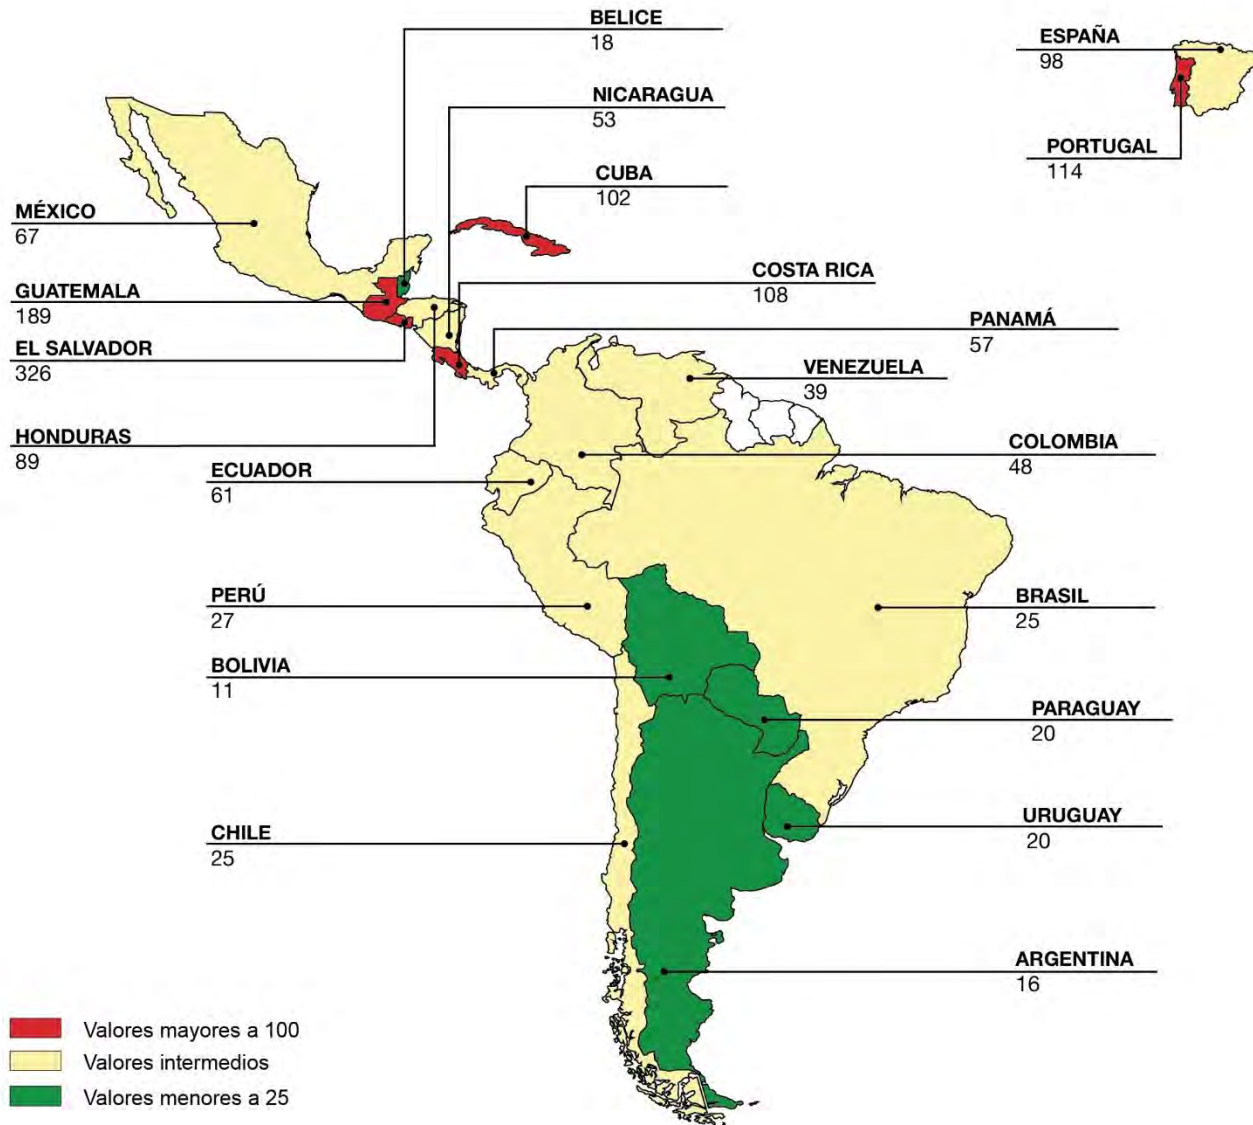 BELICE
18
ESPAÑA
98
NICARAGUA
53
PORTUGAL
114
CUBA
102
MÉXICO
67
COSTA RICA
108
GUATEMALA
189
PANAMÁ
57
EL SALVADOR
326
VENEZUELA
39
HONDURAS
89
COLOMBIA
48
ECUADOR
61
PERÚ
27
BRASIL
25
BOLIVIA
11
PARAGUAY
20
CHILE
25
URUGUAY
20
ARGENTINA
16
Valores mayores a 100
Valores intermedios
Valores menores a 25